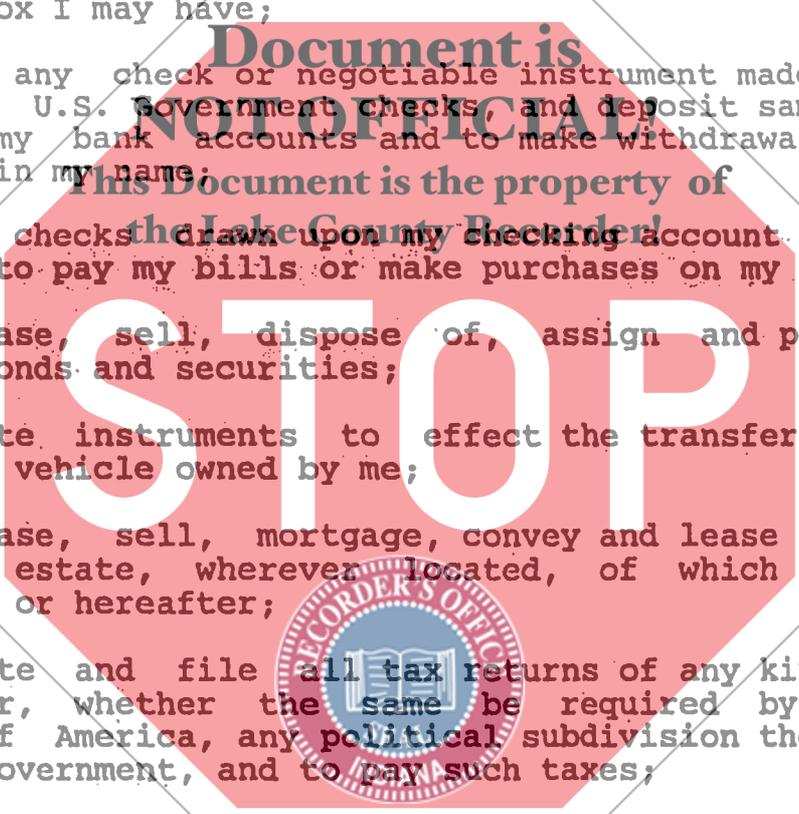 ox I may have;
Document is
any check or negotiable instrument mad
U.S. Government checks, and deposit sa
NOT OFFICIAL!
my bank accounts and to make withdrawa
in my name;
This Document is the property of
the Lake County Recorder!
checks drawn upon my checking account
to pay my bills or make purchases on my
STOP
ase, sell, dispose of, assign and p
onds and securities;
te instruments to effect the transfer
vehicle owned by me;
ase, sell, mortgage, convey and lease
estate, wherever located, of which
or hereafter;
RECORDER'S OFFICE
te and file all tax returns of any ki
r, whether the same be required by
f America, any political subdivision th
overnment, and to pay such taxes;
INDIANA